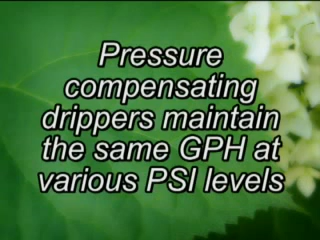 Pressure
compensating
drippers maintain
the same GPH at
various PSI levels